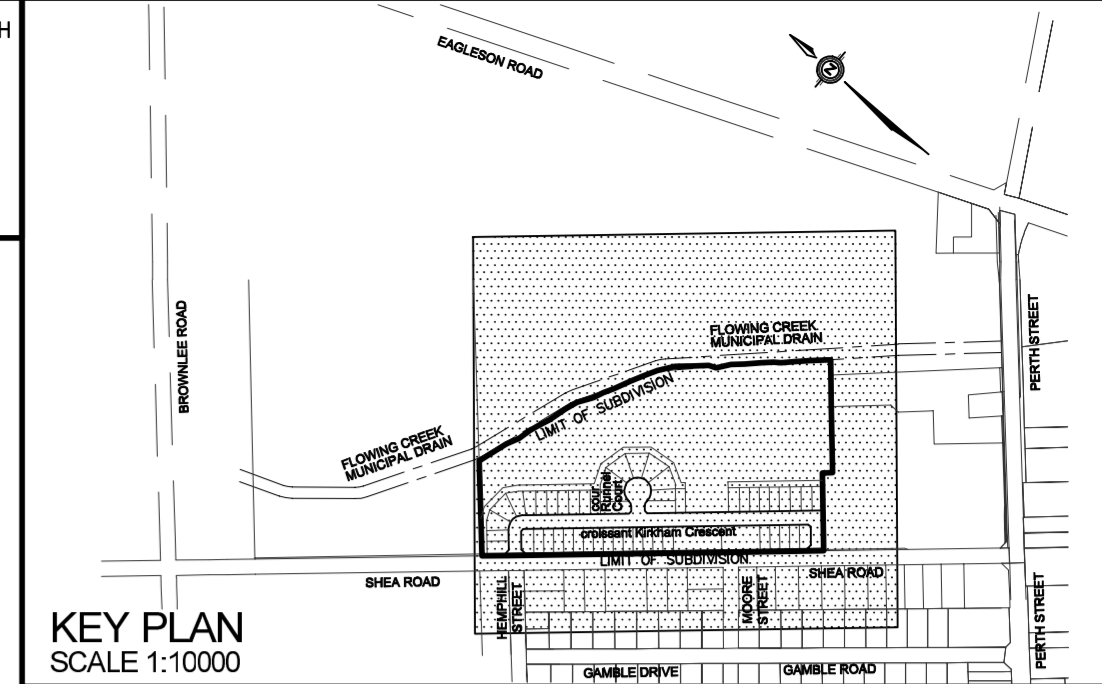 H
EAGLESON ROAD
N
BROWNLEE ROAD
FLOWING CREEK
MUNICIPAL DRAIN
PERTH STREET
LIMIT OF SUBDIVISION
FLOWING CREEK
MUNICIPAL DRAIN
cour
Runnel
Court
croissant Kirkham Crescent
LIMIT OF SUBDIVISION
SHEA ROAD
SHEA ROAD
HEMPHILL
STREET
MOORE
STREET
PERTH STREET
KEY PLAN
SCALE 1:10000
GAMBLE DRIVE
GAMBLE ROAD